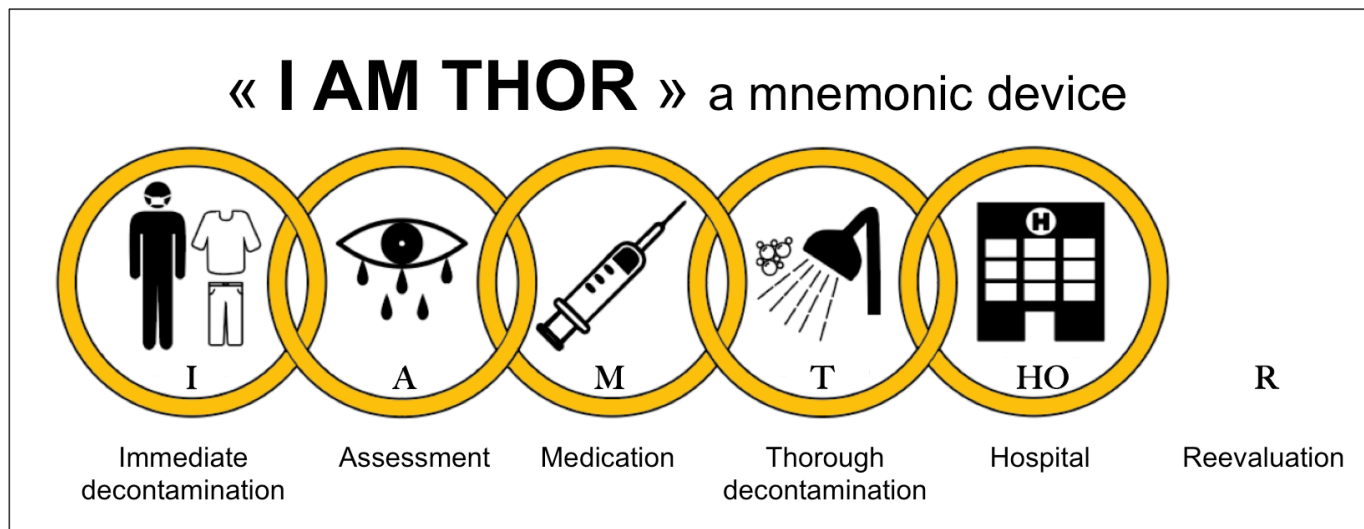 « I AM THOR » a mnemonic device
H
I A M T HO R
Immediate decontamination
Assessment
Medication
Thorough decontamination
Hospital
Reevaluation